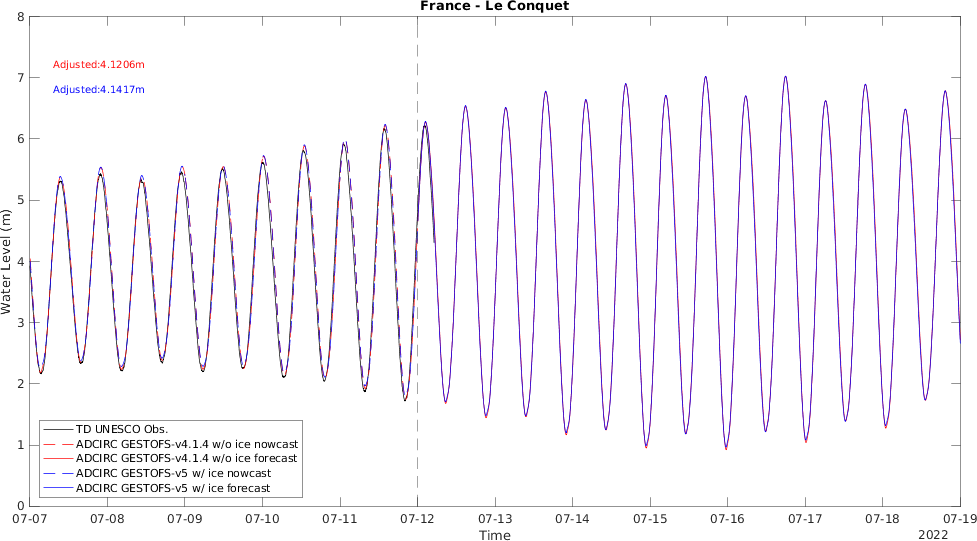 France - Le Conquet
8
7
6
5
4
3
2
1
0
Water Level (m)
Adjusted:4.1206m
Adjusted:4.1417m
TD UNESCO Obs.
ADCIRC GESTOFS-v4.1.4 w/o ice nowcast
ADCIRC GESTOFS-v4.1.4 w/o ice forecast
ADCIRC GESTOFS-v5 w/ ice nowcast
ADCIRC GESTOFS-v5 w/ ice forecast
07-07 07-08 07-09 07-10 07-11 07-12 07-13 07-14 07-15 07-16 07-17 07-18 07-19
Time
2022